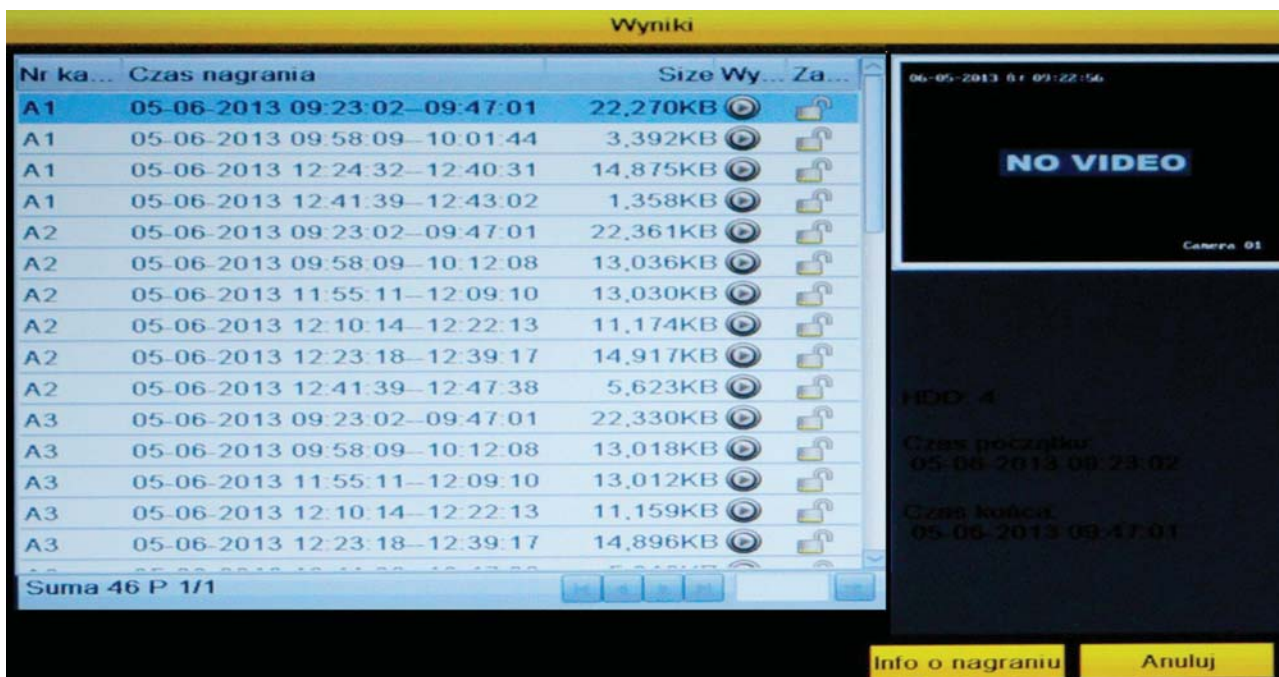 Wyniki
Nr ka... Czas nagrania Size Wy... Za...
A1 05-06-2013 09:23:02--09:47:01 22,270KB
A1 05-06-2013 09:58:09--10:01:44 3,392KB
A1 05-06-2013 12:24:32--12:40:31 14,875KB
A1 05-06-2013 12:41:39--12:43:02 1,358KB
A2 05-06-2013 09:23:02--09:47:01 22,361KB
A2 05-06-2013 09:58:09--10:12:08 13,036KB
A2 05-06-2013 11:55:11--12:09:10 13,030KB
A2 05-06-2013 12:10:14--12:22:13 11,174KB
A2 05-06-2013 12:23:18--12:39:17 14,917KB
A2 05-06-2013 12:41:39--12:47:38 5,623KB
A3 05-06-2013 09:23:02--09:47:01 22,330KB
A3 05-06-2013 09:58:09--10:12:08 13,018KB
A3 05-06-2013 11:55:11--12:09:10 13,012KB
A3 05-06-2013 12:10:14--12:22:13 11,159KB
A3 05-06-2013 12:23:18--12:39:17 14,896KB
Suma 46 P 1/1
06-05-2013 śr 09:22:56
NO VIDEO
Camera 01
HDD: 4
Czas początku:
05-06-2013 09:23:02
Czas końca:
05-06-2013 09:47:01
Info o nagraniu
Anuluj